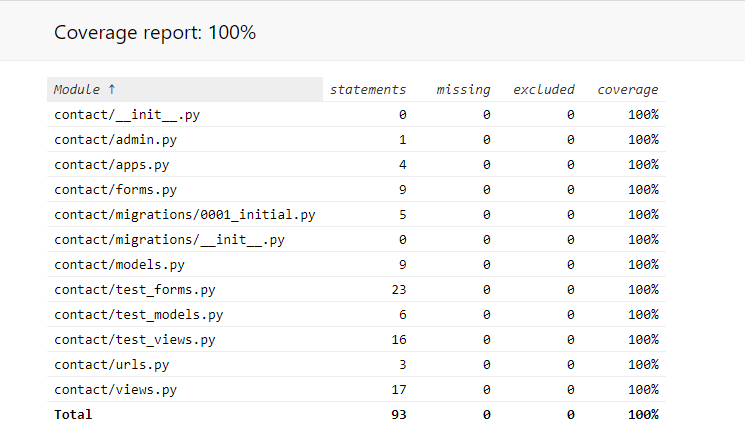 Coverage report: 100%
Module ↑ statements missing excluded coverage
contact/__init__.py 0 0 0 100%
contact/admin.py 1 0 0 100%
contact/apps.py 4 0 0 100%
contact/forms.py 9 0 0 100%
contact/migrations/0001_initial.py 5 0 0 100%
contact/migrations/__init__.py 0 0 0 100%
contact/models.py 9 0 0 100%
contact/test_forms.py 23 0 0 100%
contact/test_models.py 6 0 0 100%
contact/test_views.py 16 0 0 100%
contact/urls.py 3 0 0 100%
contact/views.py 17 0 0 100%
Total 93 0 0 100%